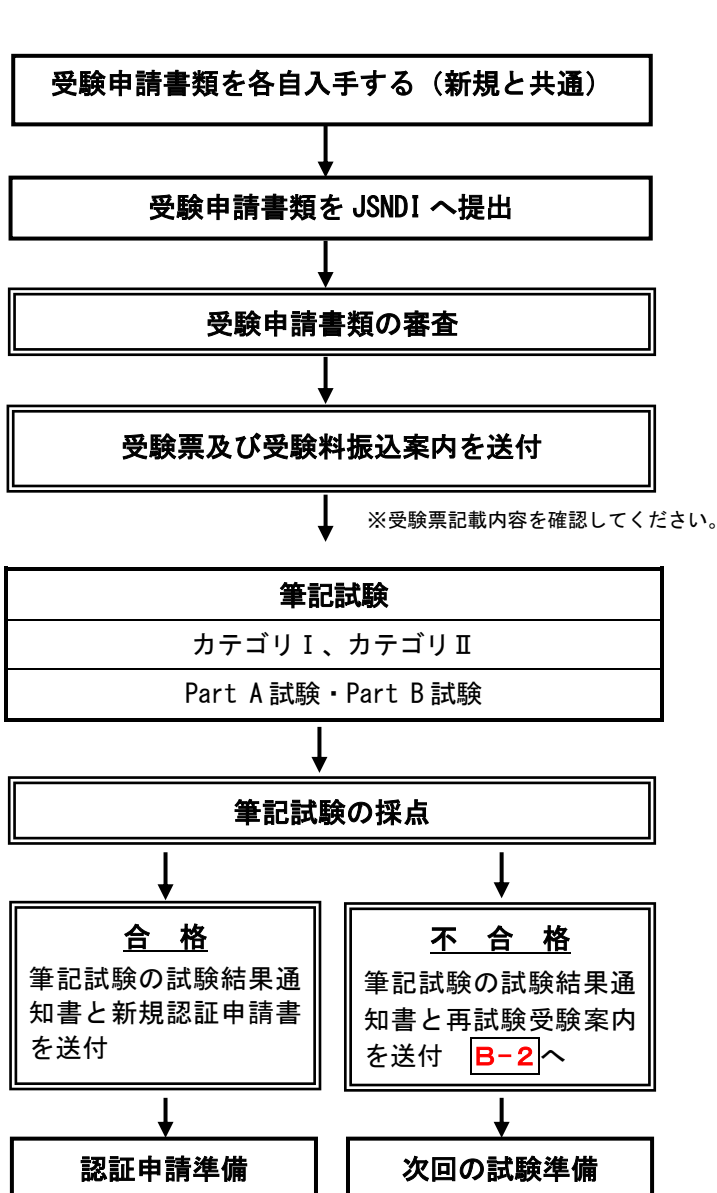 受験申請書類を各自入手する（新規と共通）
受験申請書類を JSNDI へ提出
受験申請書類の審査
受験票及び受験料振込案内を送付
※受験票記載内容を確認してください。
筆記試験
カテゴリⅠ、カテゴリⅡ
Part A 試験・Part B 試験
筆記試験の採点
合　格
筆記試験の試験結果通
知書と新規認証申請書
を送付
不　合　格
筆記試験の試験結果通
知書と再試験受験案内
を送付　B-2へ
認証申請準備
次回の試験準備